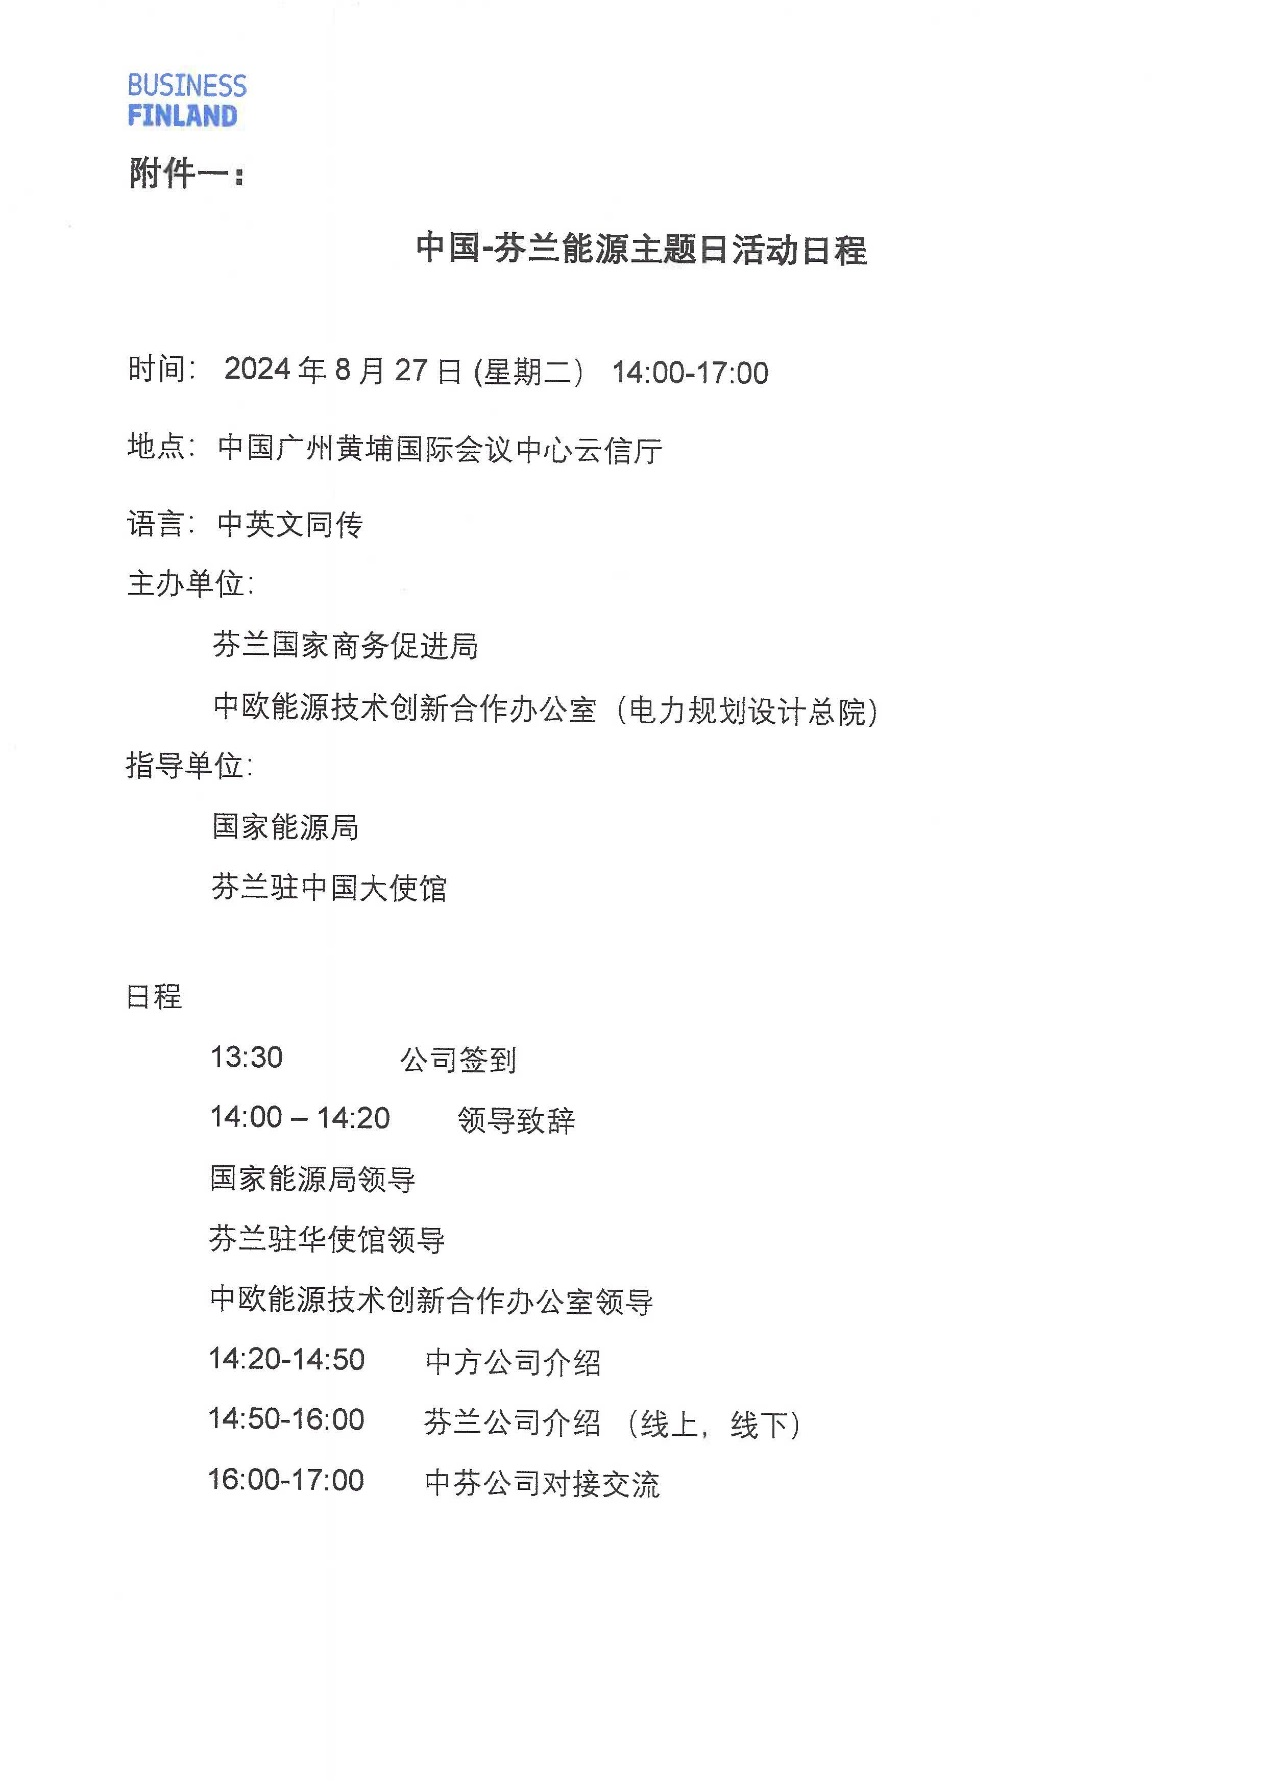 BUSINESS
FINLAND
附件一：
中国-芬兰能源主题日活动日程
时间： 2024 年 8 月 27 日 (星期二） 14:00-17:00
地点：中国广州黄埔国际会议中心云信厅
语言：中英文同传
主办单位：
芬兰国家商务促进局
中欧能源技术创新合作办公室（电力规划设计总院）
指导单位：
国家能源局
芬兰驻中国大使馆
日程
13:30 公司签到
14:00 – 14:20 领导致辞
国家能源局领导
芬兰驻华使馆领导
中欧能源技术创新合作办公室领导
14:20-14:50 中方公司介绍
14:50-16:00 芬兰公司介绍 （线上，线下）
16:00-17:00 中芬公司对接交流